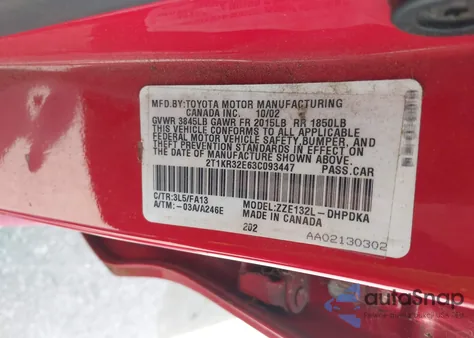 MFD.BY:TOYOTA MOTOR MANUFACTURING
CANADA INC. 10/02
GVWR 3845LB GAWR FR 2015LB RR 1850LB
THIS VEHICLE CONFORMS TO ALL APPLICABLE
FEDERAL MOTOR VEHICLE SAFETY,BUMPER, AND
THEFT PREVENTION STANDARDS IN EFFECT ON
THE DATE OF MANUFACTURE SHOWN ABOVE.
2T1KR32E63C093447 PASS.CAR
C/TR:3L5/FA13 MODEL:ZZE132L-DHPDKA
A/TM:-03A/A246E MADE IN CANADA
202 AA02130302
autoSnap